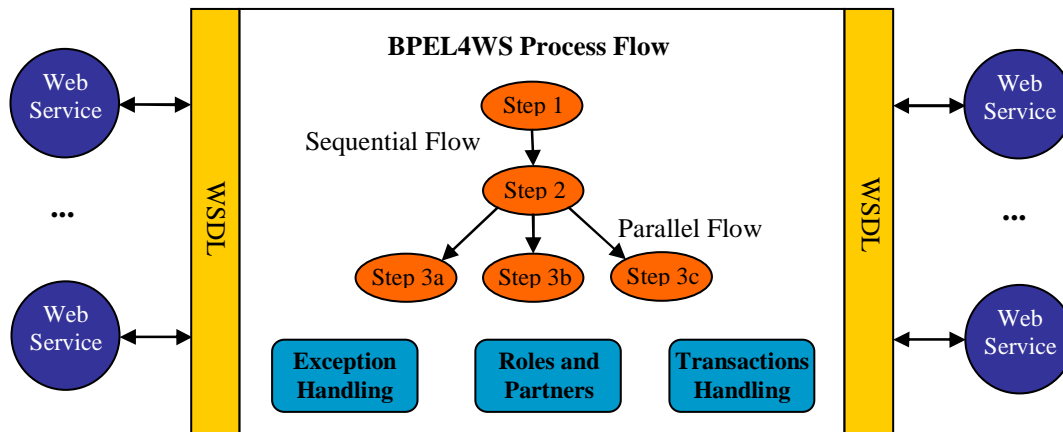 BPEL4WS Process Flow
Web
Service
Web
Service
Step 1
Sequential Flow
Step 2
WSDL
WSDL
...
...
Parallel Flow
Step 3a
Step 3b
Step 3c
Web
Service
Web
Service
Exception
Handling
Roles and
Partners
Transactions
Handling